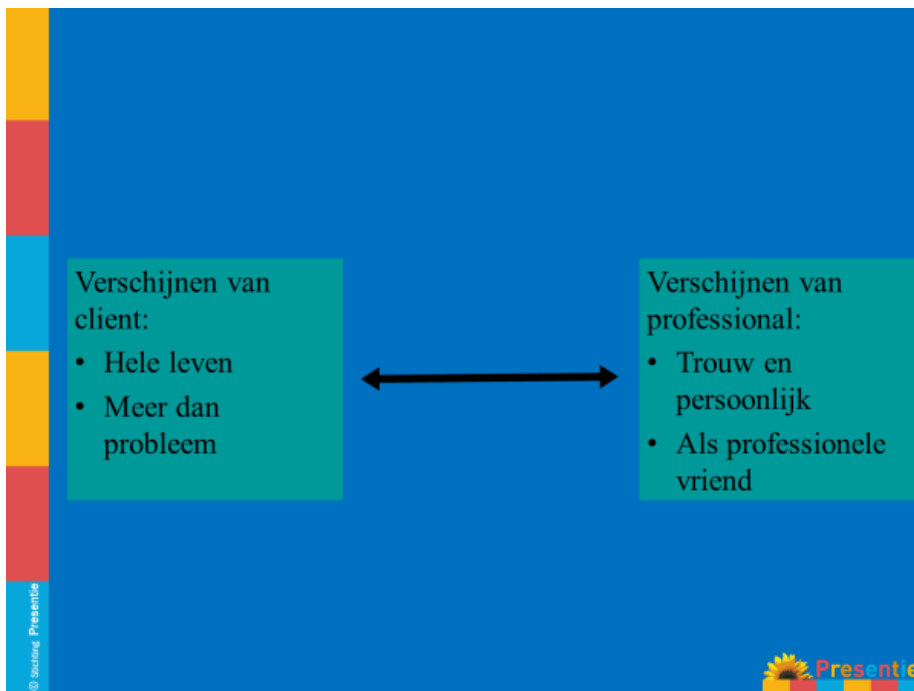 Verschijnen van
client:
• Hele leven
• Meer dan
probleem
Verschijnen van
professional:
• Trouw en
persoonlijk
• Als professionele
vriend
© Stichting Presentie
Presentie